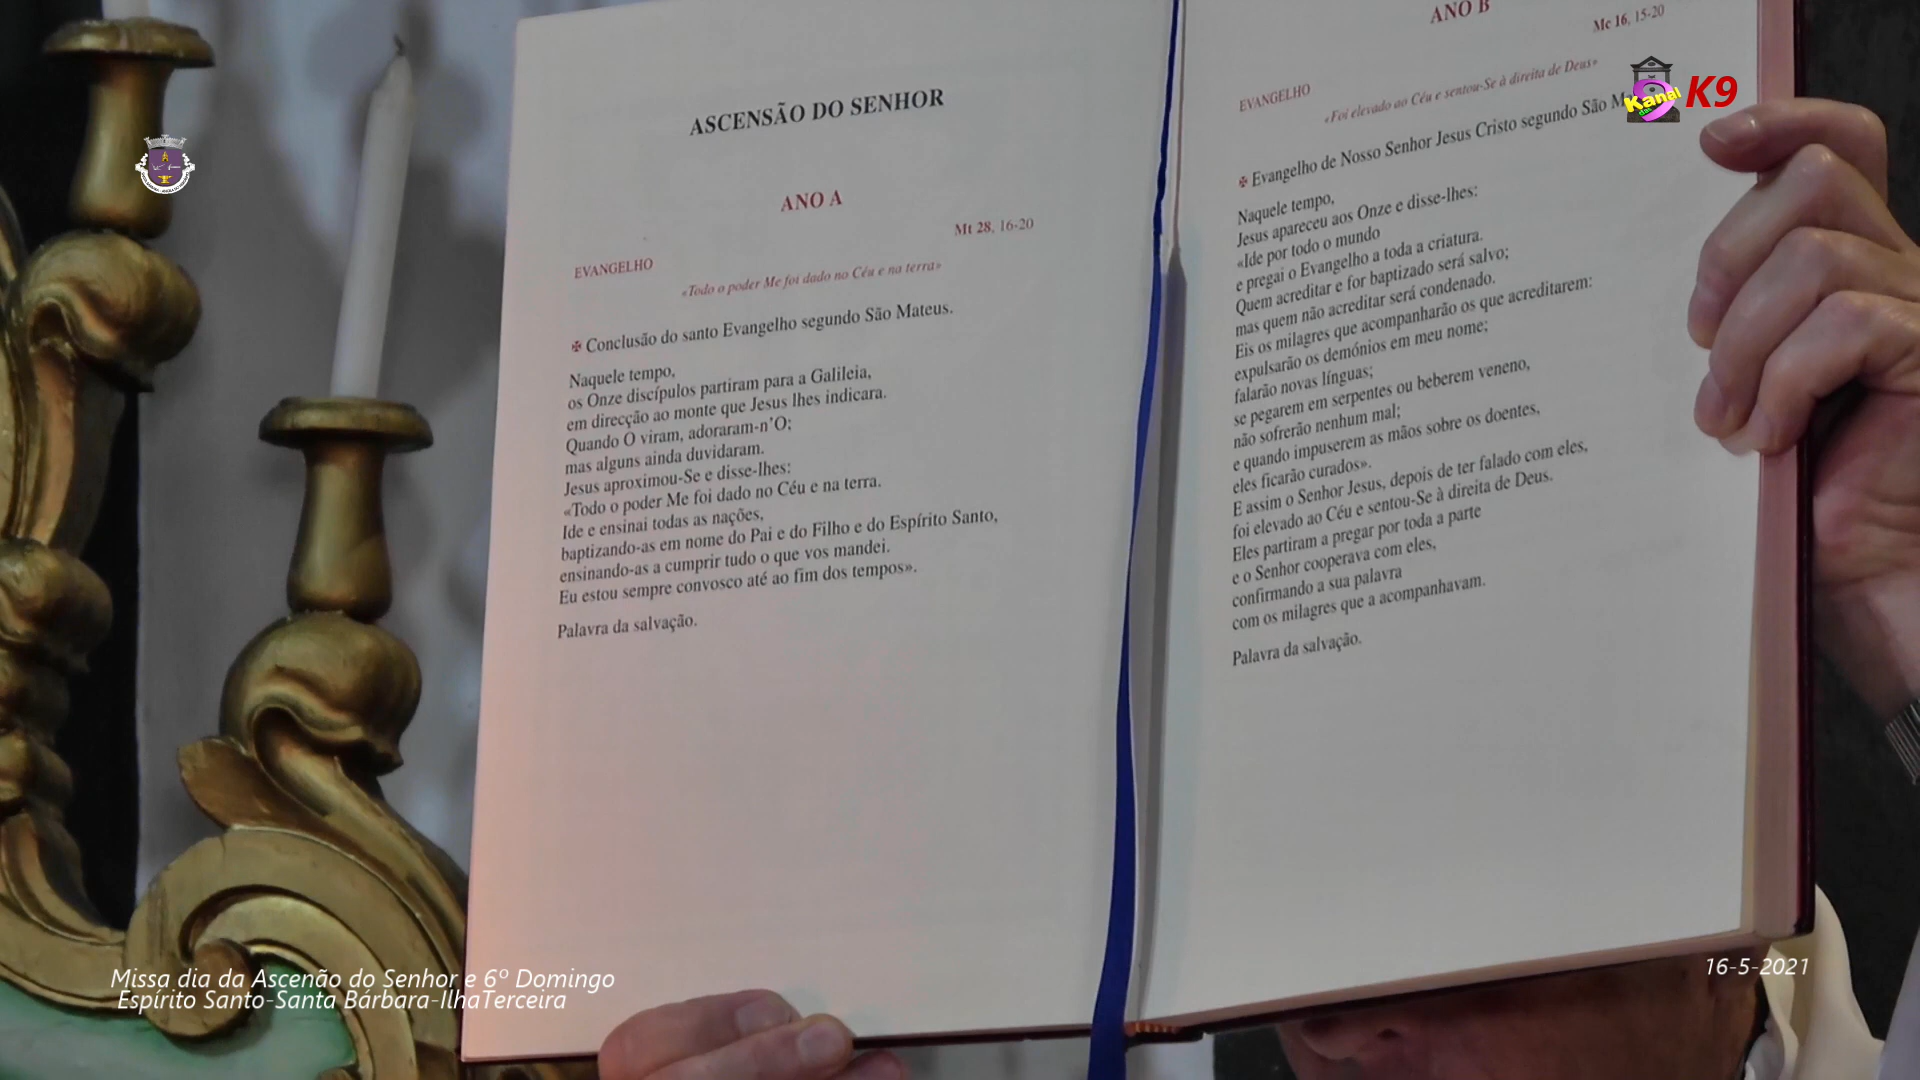 ASCENSÃO DO SENHOR
ANO A
Mt 28, 16-20
EVANGELHO
«Todo o poder Me foi dado no Céu e na terra»
✠ Conclusão do santo Evangelho segundo São Mateus.
Naquele tempo,
os Onze discípulos partiram para a Galileia,
em direcção ao monte que Jesus lhes indicara.
Quando O viram, adoraram-n'O;
mas alguns ainda duvidaram.
Jesus aproximou-Se e disse-lhes:
«Todo o poder Me foi dado no Céu e na terra.
Ide e ensinai todas as nações,
baptizando-as em nome do Pai e do Filho e do Espírito Santo,
ensinando-as a cumprir tudo o que vos mandei.
Eu estou sempre convosco até ao fim dos tempos».
Palavra da salvação.
ANO B
Mc 16, 15-20
EVANGELHO
«Foi elevado ao Céu e sentou-Se à direita de Deus»
✠ Evangelho de Nosso Senhor Jesus Cristo segundo São
Naquele tempo,
Jesus apareceu aos Onze e disse-lhes:
«Ide por todo o mundo
e pregai o Evangelho a toda a criatura.
Quem acreditar e for baptizado será salvo;
mas quem não acreditar será condenado.
Eis os milagres que acompanharão os que acreditarem:
expulsarão os demónios em meu nome;
falarão novas línguas;
se pegarem em serpentes ou beberem veneno,
não sofrerão nenhum mal;
e quando impuserem as mãos sobre os doentes,
eles ficarão curados».
E assim o Senhor Jesus, depois de ter falado com eles,
foi elevado ao Céu e sentou-Se à direita de Deus.
Eles partiram a pregar por toda a parte
e o Senhor cooperava com eles,
confirmando a sua palavra
com os milagres que a acompanhavam.
Palavra da salvação.
Kanal
das
9
K9
Missa dia da Ascenão do Senhor e 6º Domingo
Espírito Santo-Santa Bárbara-IlhaTerceira
16-5-2021